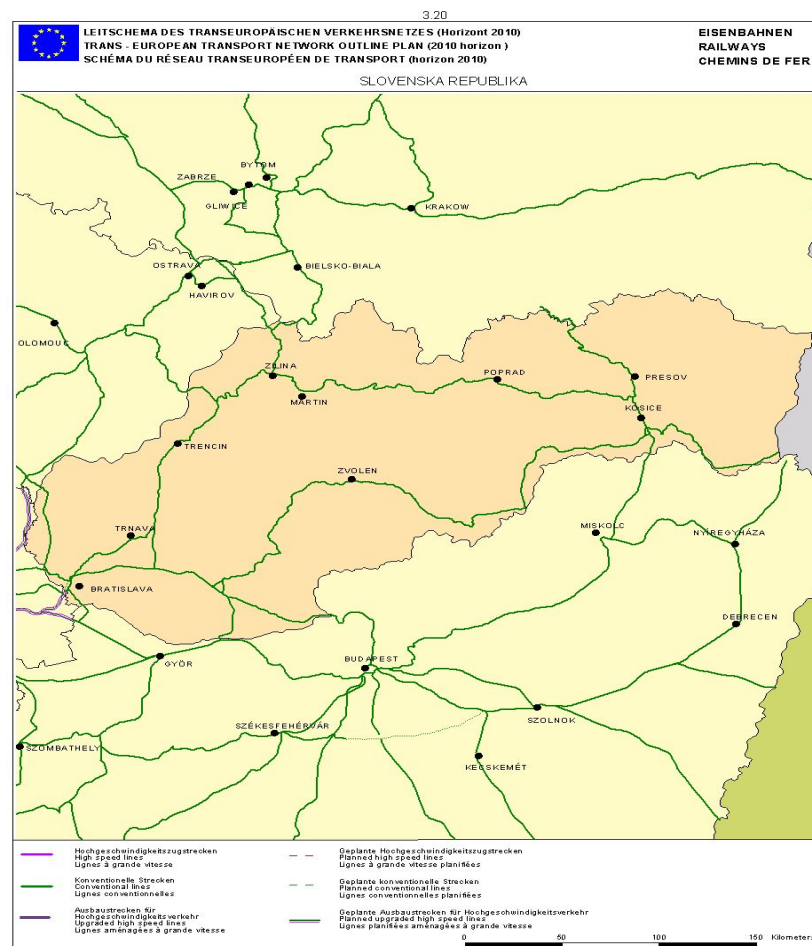 3.20
LEITSCHEMA DES TRANSEUROPÄISCHEN VERKEHRSNETZES (Horizont 2010)
TRANS - EUROPEAN TRANSPORT NETWORK OUTLINE PLAN (2010 horizon )
SCHÉMA DU RÉSEAU TRANSEUROPÉEN DE TRANSPORT (horizon 2010)
EISENBAHNEN
RAILWAYS
CHEMINS DE FER
SLOVENSKA REPUBLIKA
BYTOM
ZABRZE
GLIWICE
KRAKOW
OSTRAVA
BIELSKO-BIALA
HAVIROV
OLOMOUC
ZILINA
POPRAD
PRESOV
MARTIN
KOSICE
TRENCIN
ZVOLEN
TRNAVA
MISKOLC
NYÍREGYHÁZA
BRATISLAVA
DEBRECEN
GYÖR
BUDAPEST
SZOLNOK
SZÉKESFEHÉRVÁR
SZOMBATHELY
KECSKEMÉT
Hochgeschwindigkeitszugstrecken
High speed lines
Lignes à grande vitesse
Konventionelle Strecken
Conventional lines
Lignes conventionnelles
Ausbaustrecken für
Hochgeschwindigkeitsverkehr
Upgraded high speed lines
Lignes aménagées à grande vitesse
Geplante Hochgeschwindigkeitszugstrecken
Planned high speed lines
Lignes à grande vitesse planifiées
Geplante konventionelle Strecken
Planned conventional lines
Lignes conventionnelles planifiées
Geplante Ausbaustrecken für Hochgeschwindigkeitsverkehr
Planned upgraded high speed lines
Lignes planifiées aménagées à grande vitesse
0 50 100 150 Kilometers